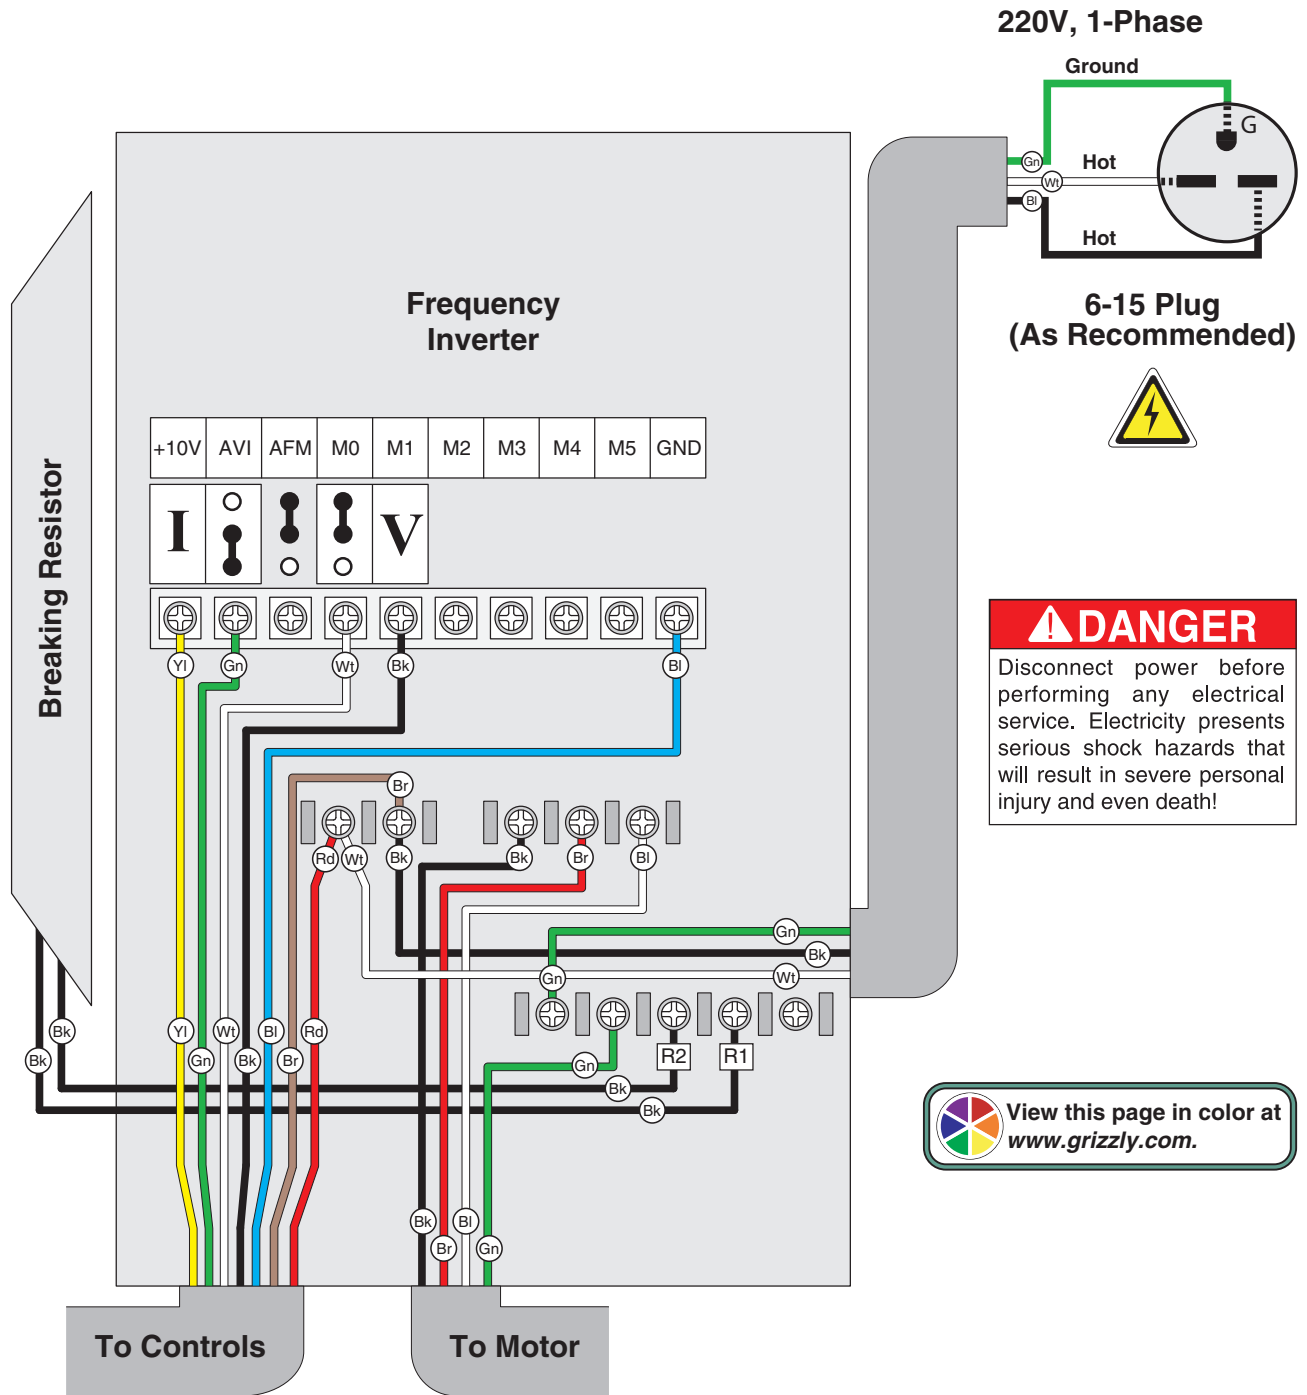 220V, 1-Phase
Ground
G
Gn
Hot
Wt
Bl
Hot
6-15 Plug
(As Recommended)
Frequency
Inverter
Breaking Resistor
+10V AVI AFM M0 M1 M2 M3 M4 M5 GND
I V
Yl Gn Wt Bk Bl
DANGER
Disconnect power before
performing any electrical
service. Electricity presents
serious shock hazards that
will result in severe personal
injury and even death!
Br
Rd Wt Bk Bk Br Bl
Gn
Bk
Gn Wt
Bk Yl Wt Bl Rd
Bk Gn Bk Br Gn R2 R1
Bk
Bk
View this page in color at
www.grizzly.com.
Bk Bl
Br Gn
To Controls To Motor